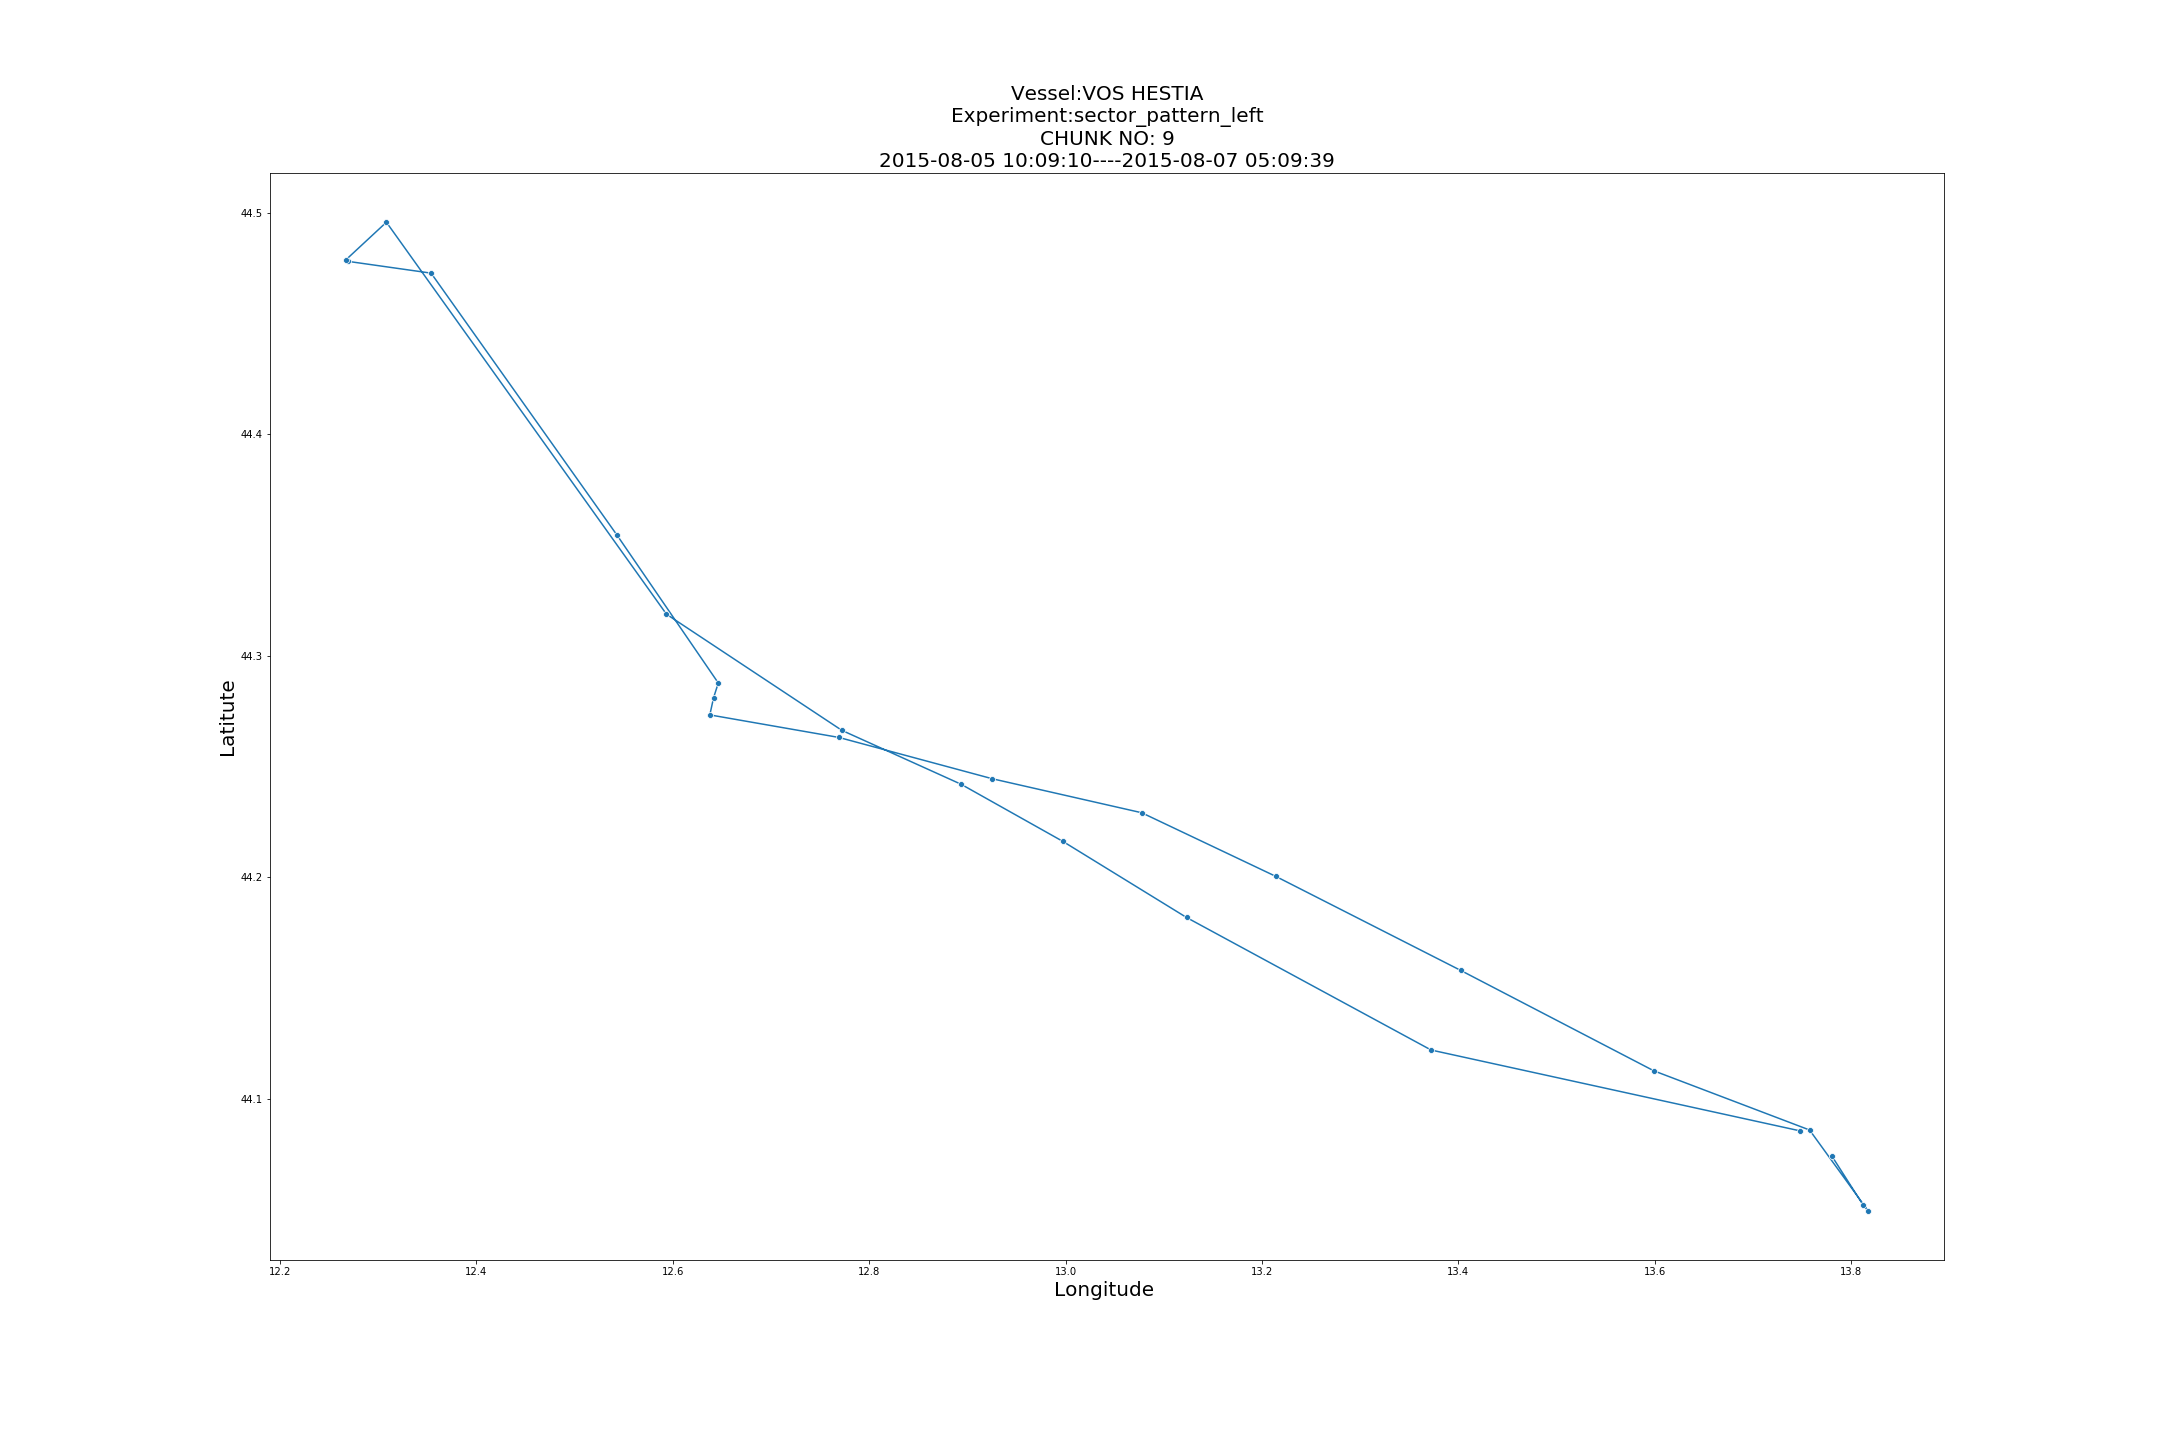 Vessel:VOS HESTIA
Experiment:sector_pattern_left
CHUNK NO: 9
2015-08-05 10:09:10----2015-08-07 05:09:39
44.5
44.4
44.3
44.2
44.1
Latitute
12.2 12.4 12.6 12.8 13.0 13.2 13.4 13.6 13.8
Longitude